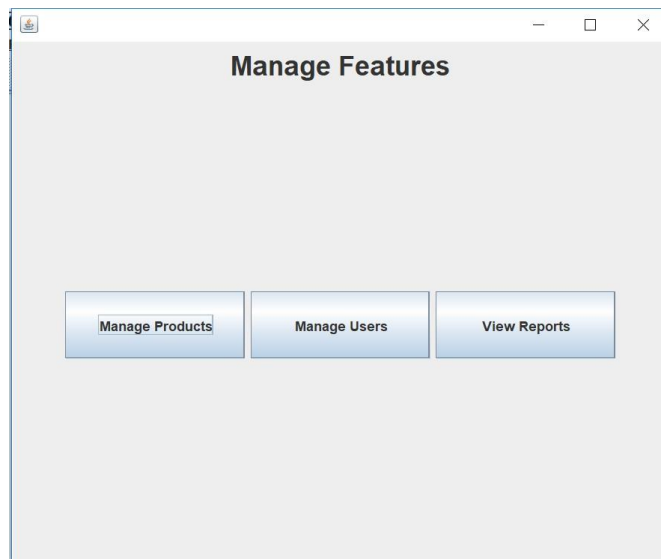 Manage Features
Manage Products
Manage Users
View Reports